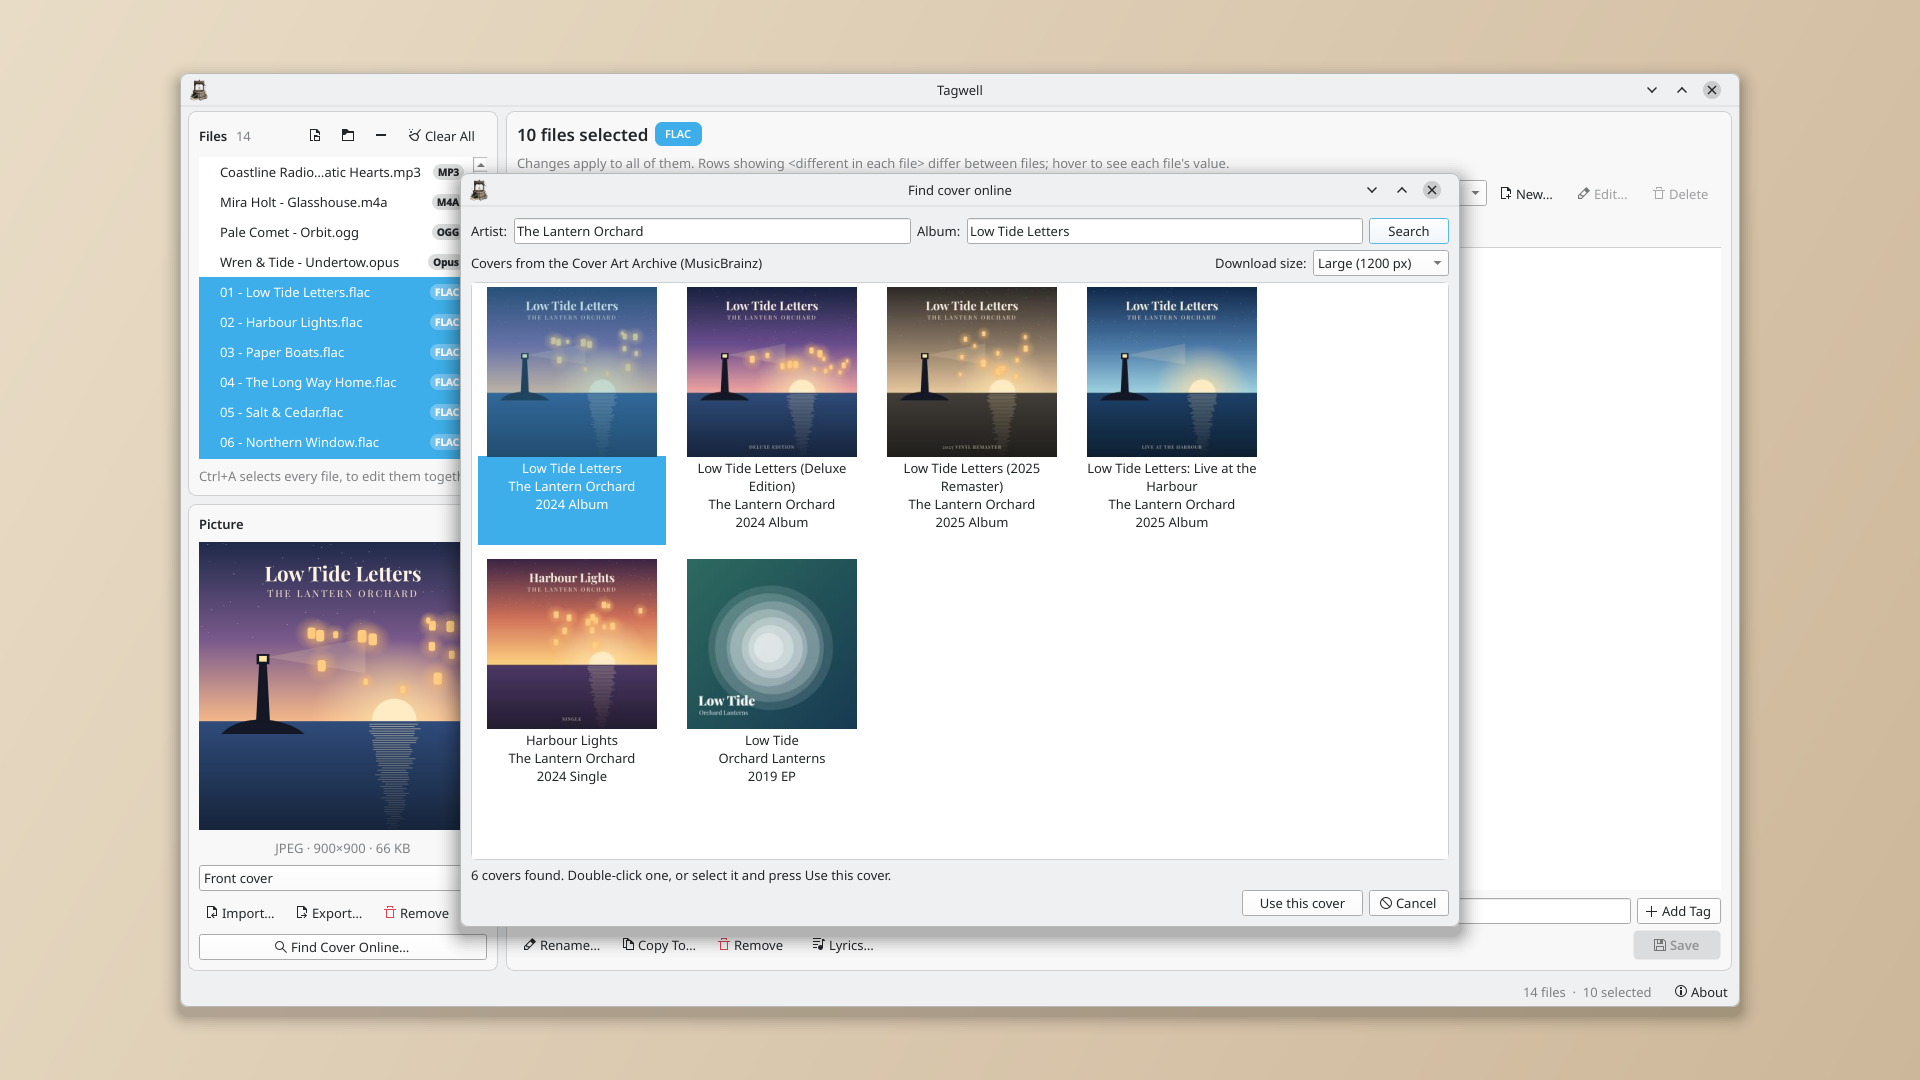 Tagwell
Files 14
Clear All
Coastline Radio...atic Hearts.mp3 MP3
Mira Holt - Glasshouse.m4a M4A
Pale Comet - Orbit.ogg OGG
Wren & Tide - Undertow.opus Opus
01 - Low Tide Letters.flac FLAC
02 - Harbour Lights.flac FLAC
03 - Paper Boats.flac FLAC
04 - The Long Way Home.flac FLAC
05 - Salt & Cedar.flac FLAC
06 - Northern Window.flac FLAC
Ctrl+A selects every file, to edit them togeth
Picture
Low Tide Letters
THE LANTERN ORCHARD
JPEG · 900×900 · 66 KB
Front cover
Import...
Export...
Remove
Find Cover Online...
10 files selected FLAC
Changes apply to all of them. Rows showing <different in each file> differ between files; hover to see each file's value.
New...
Edit...
Delete
Find cover online
Artist: The Lantern Orchard
Album: Low Tide Letters
Search
Covers from the Cover Art Archive (MusicBrainz)
Download size: Large (1200 px)
Low Tide Letters
THE LANTERN ORCHARD
Low Tide Letters
The Lantern Orchard
2024 Album
Low Tide Letters
THE LANTERN ORCHARD
DELUXE EDITION
Low Tide Letters (Deluxe
Edition)
The Lantern Orchard
2024 Album
Low Tide Letters
THE LANTERN ORCHARD
2025 VINYL REMASTER
Low Tide Letters (2025
Remaster)
The Lantern Orchard
2025 Album
Low Tide Letters
THE LANTERN ORCHARD
LIVE AT THE HARBOUR
Low Tide Letters: Live at the
Harbour
The Lantern Orchard
2025 Album
Harbour Lights
THE LANTERN ORCHARD
SINGLE
Harbour Lights
The Lantern Orchard
2024 Single
Low Tide
Orchard Lanterns
Low Tide
Orchard Lanterns
2019 EP
6 covers found. Double-click one, or select it and press Use this cover.
Use this cover
Cancel
Add Tag
Rename...
Copy To...
Remove
Lyrics...
Save
14 files · 10 selected
About